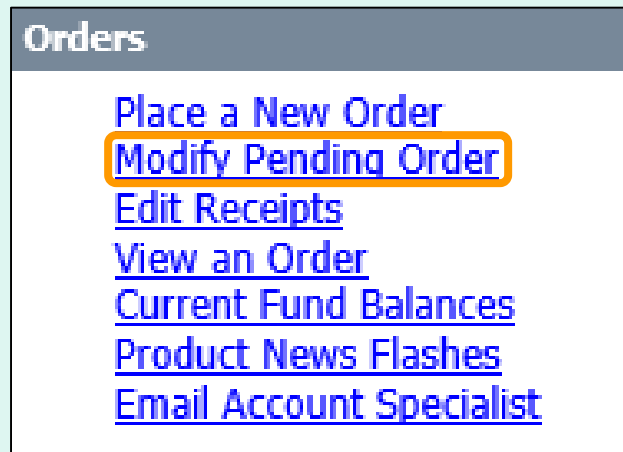 Orders
Place a New Order
Modify Pending Order
Edit Receipts
View an Order
Current Fund Balances
Product News Flashes
Email Account Specialist